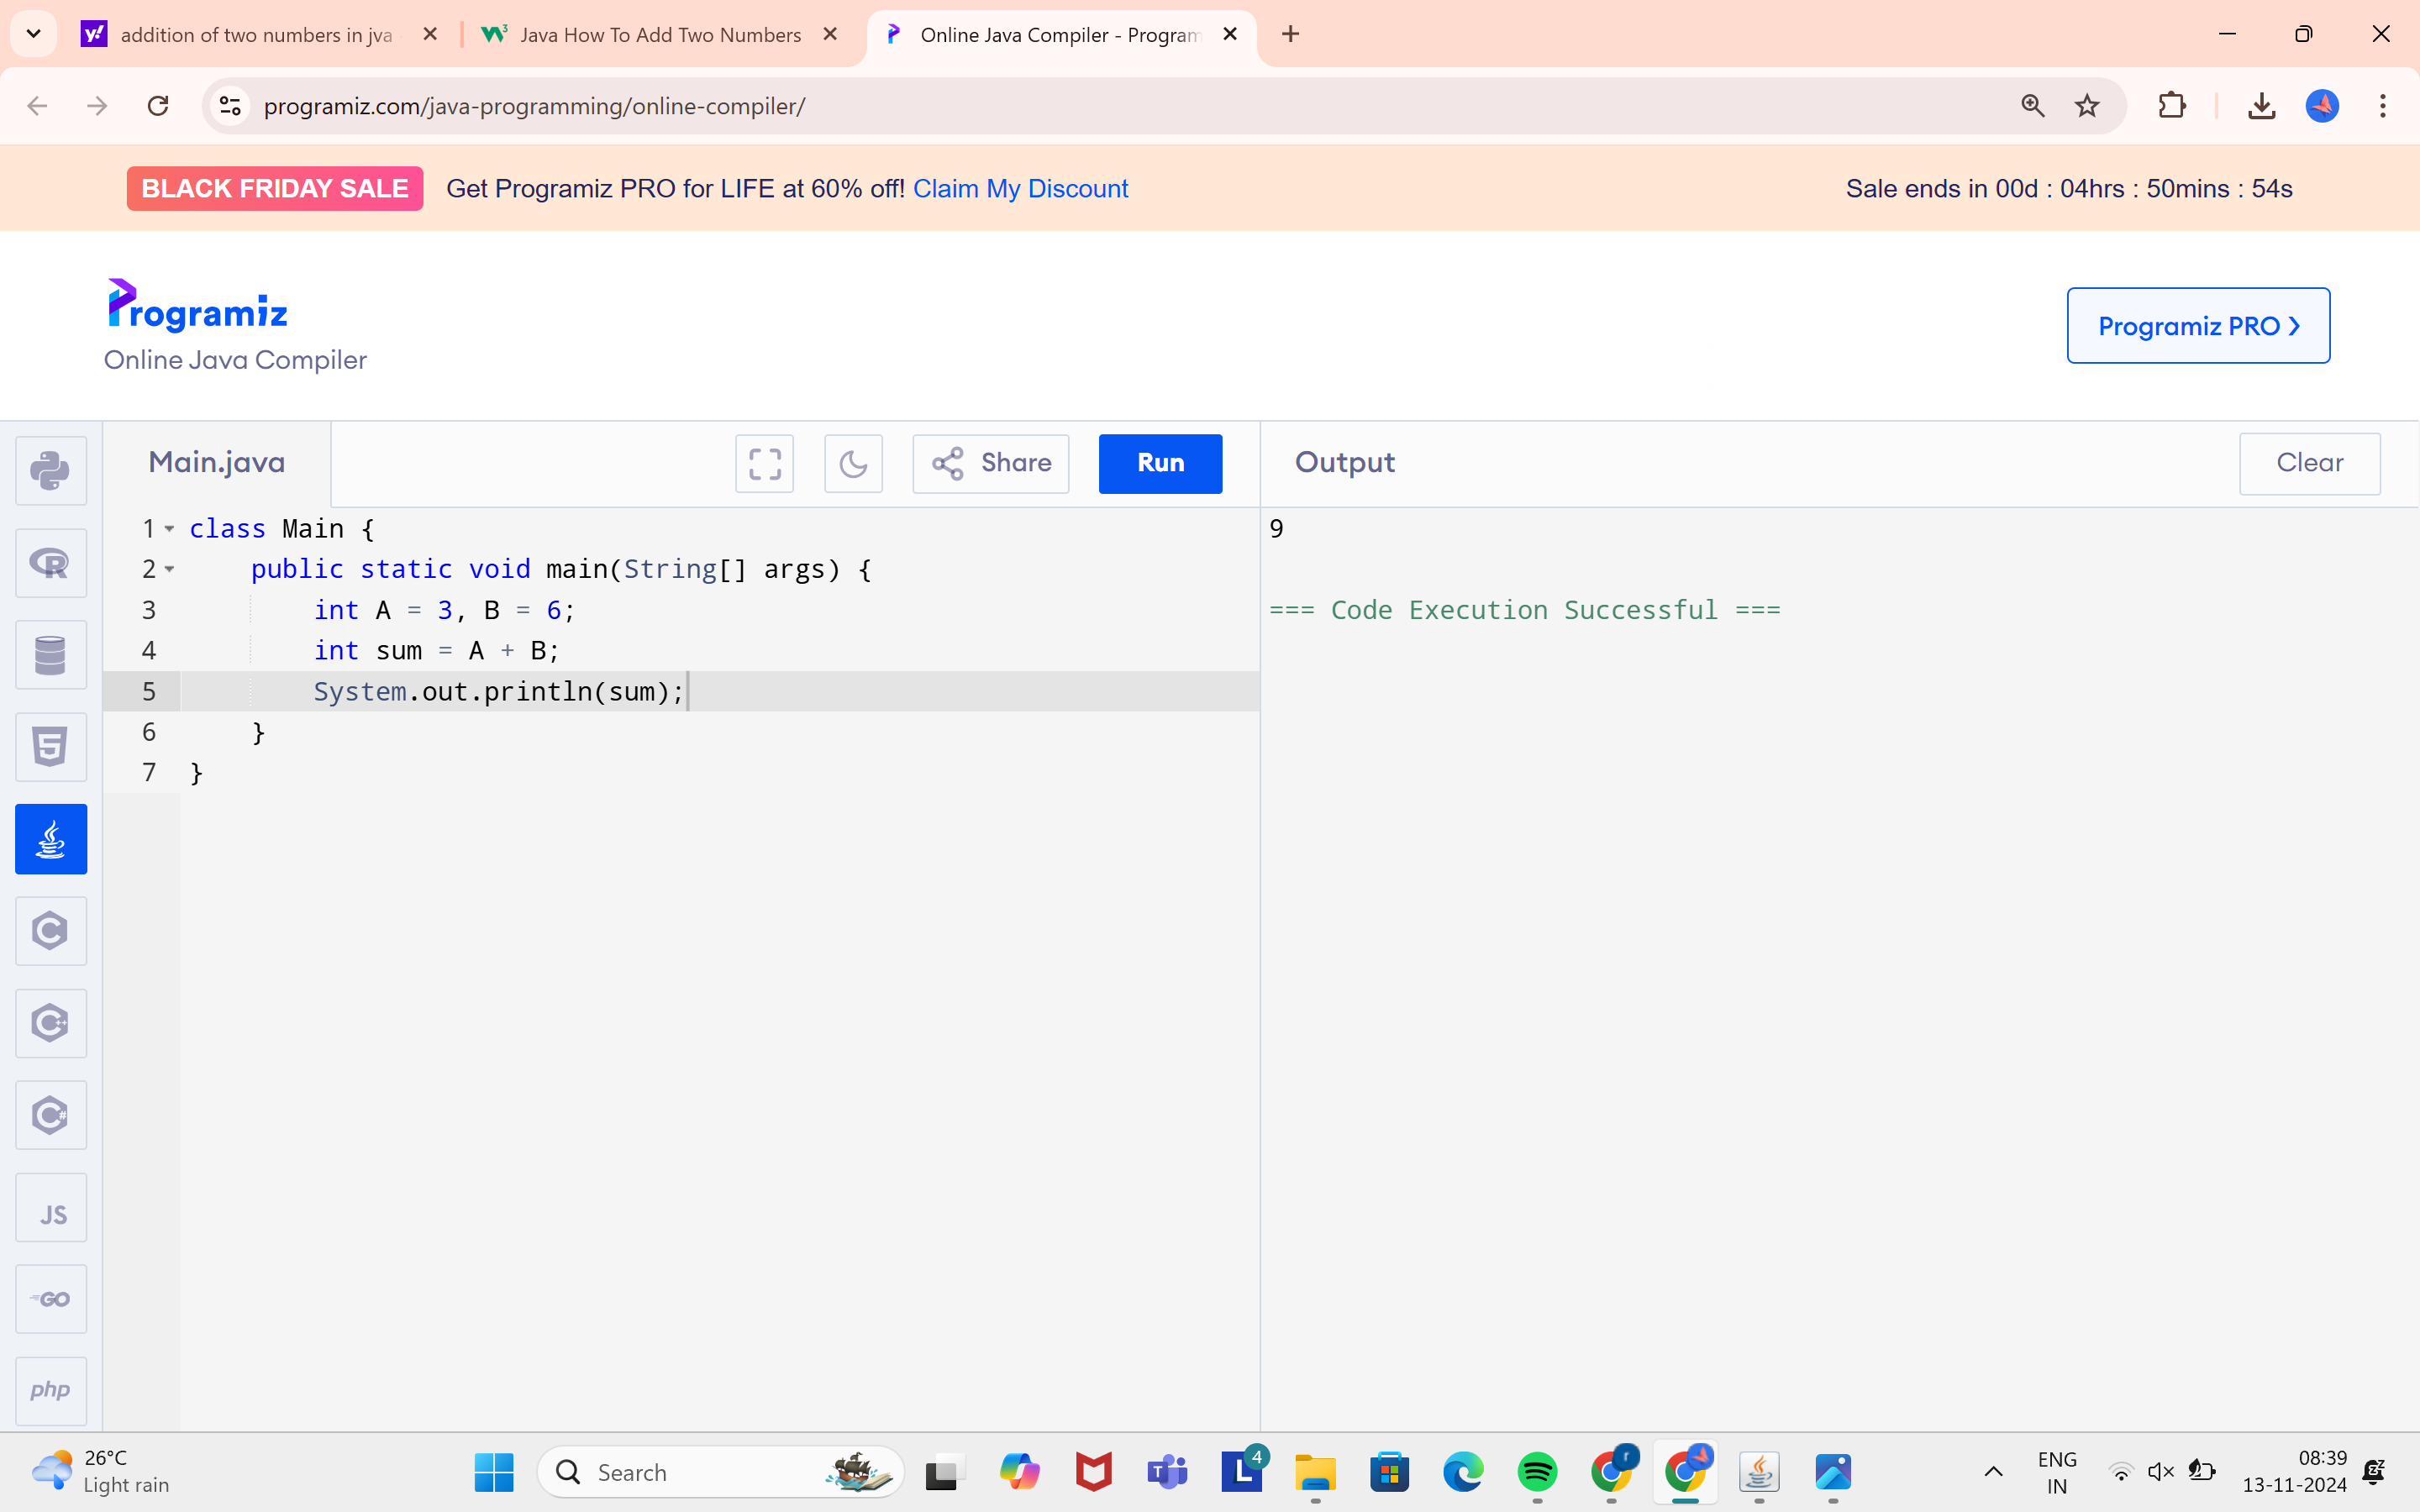 addition of two numbers in jva
Java How To Add Two Numbers
Online Java Compiler - Program
programiz.com/java-programming/online-compiler/
BLACK FRIDAY SALE
Get Programiz PRO for LIFE at 60% off! Claim My Discount
Sale ends in 00d : 04hrs : 50mins : 54s
Programiz
Online Java Compiler
Programiz PRO
Main.java
Share
Run
Output
Clear
1 class Main {
2 public static void main(String[] args) {
3 int A = 3, B = 6;
4 int sum = A + B;
5 System.out.println(sum);
6 }
7 }
9
=== Code Execution Successful ===
R
5
C
C++
C#
JS
GO
php
26°C
Light rain
Search
T
L
4
r
ENG
IN
08:39
13-11-2024